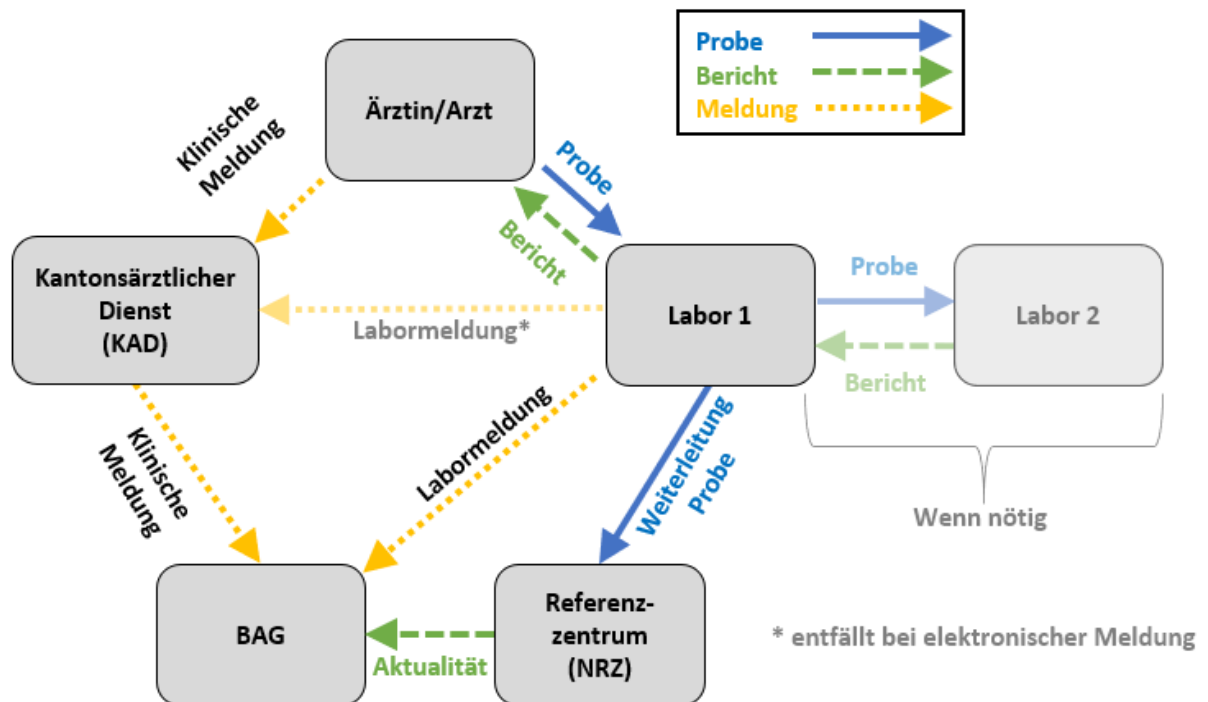 Probe
Bericht
Meldung
Ärztin/Arzt
Klinische
Meldung
Probe
Bericht
Kantonsärztlicher
Dienst
(KAD)
Labormeldung*
Labor 1
Probe
Labor 2
Bericht
Klinische
Meldung
Labormeldung
Weiterleitung
Probe
Wenn nötig
BAG
Aktualität
Referenz-
zentrum
(NRZ)
* entfällt bei elektronischer Meldung